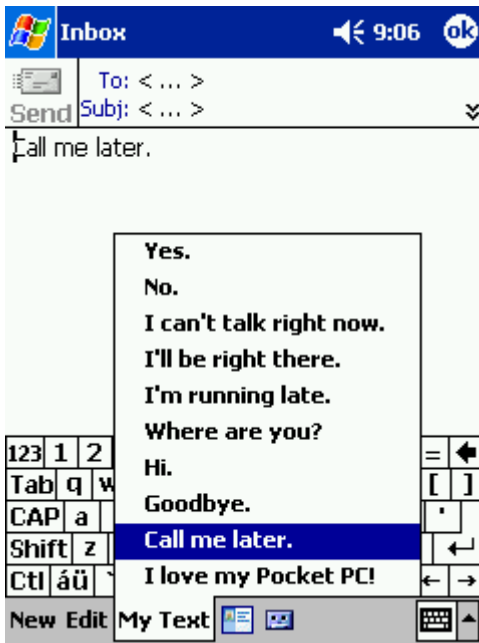 Inbox 9:06 ok
To: < ... >
Send Subj: < ... >
Call me later.
Yes.
No.
I can't talk right now.
I'll be right there.
I'm running late.
Where are you?
Hi.
Goodbye.
Call me later.
I love my Pocket PC!
123 1 2 =
Tab q w [ ]
CAP a '
Shift z
Ctl áü `
New Edit My Text